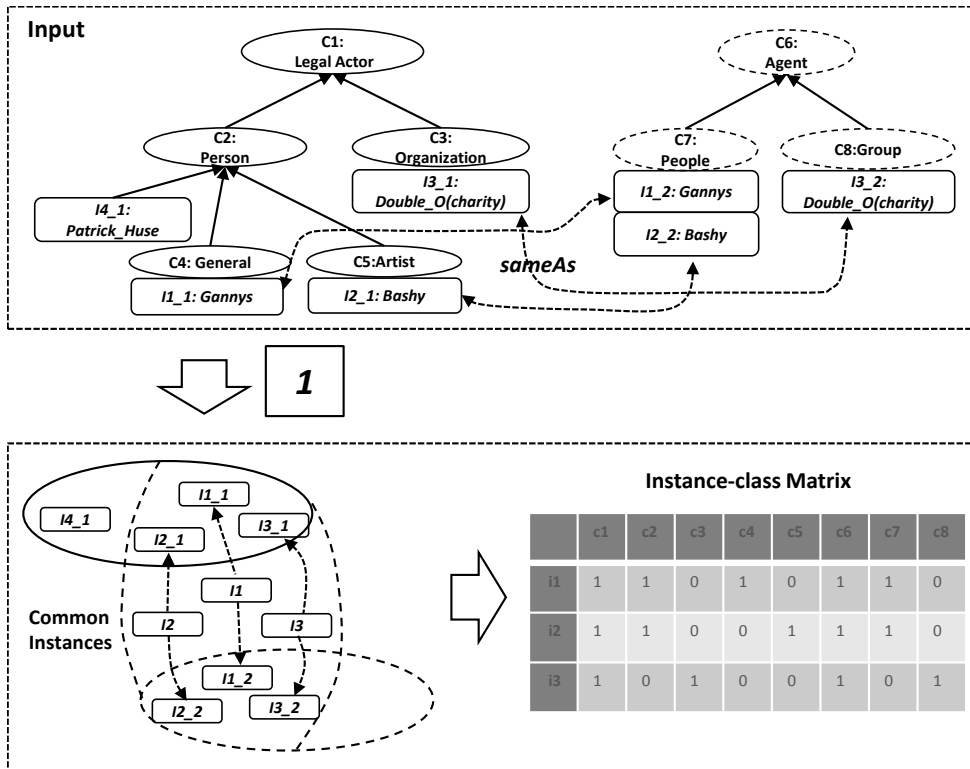 Input
C1:
Legal Actor
C6:
Agent
C2:
Person
C3:
Organization
C7:
People
C8:Group
I4_1:
Patrick_Huse
I3_1:
Double_O(charity)
I1_2: Gannys
I3_2:
Double_O(charity)
I2_2: Bashy
C4: General
C5:Artist
sameAs
I1_1: Gannys
I2_1: Bashy
1
I1_1
I4_1
I3_1
I2_1
I1
Common
Instances
I2
I3
I1_2
I2_2
I3_2
Instance-class Matrix
c1 c2 c3 c4 c5 c6 c7 c8
i1 1 1 0 1 0 1 1 0
i2 1 1 0 0 1 1 1 0
i3 1 0 1 0 0 1 0 1